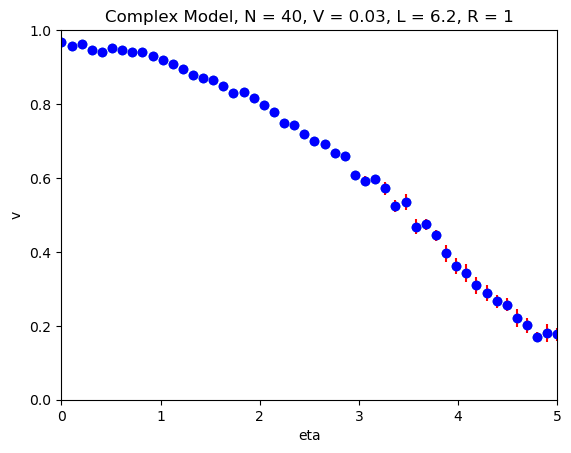 Complex Model, N = 40, V = 0.03, L = 6.2, R = 1
1.0
0.8
0.6
0.4
0.2
0.0
v
0 1 2 3 4 5
eta